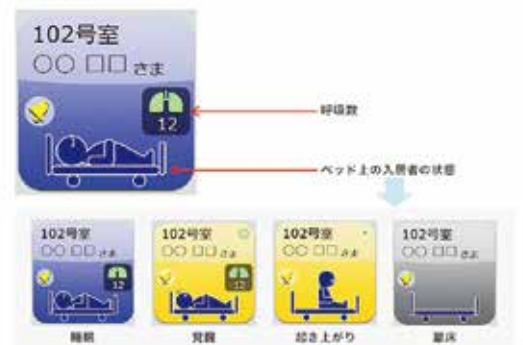 102号室
○○ □□ さま
12
呼吸数
ベッド上の入居者の状態
102号室
○○ □□ さま
12
睡眠
102号室
○○ □□ さま
12
覚醒
102号室
○○ □□ さま
起き上がり
102号室
○○ □□ さま
離床